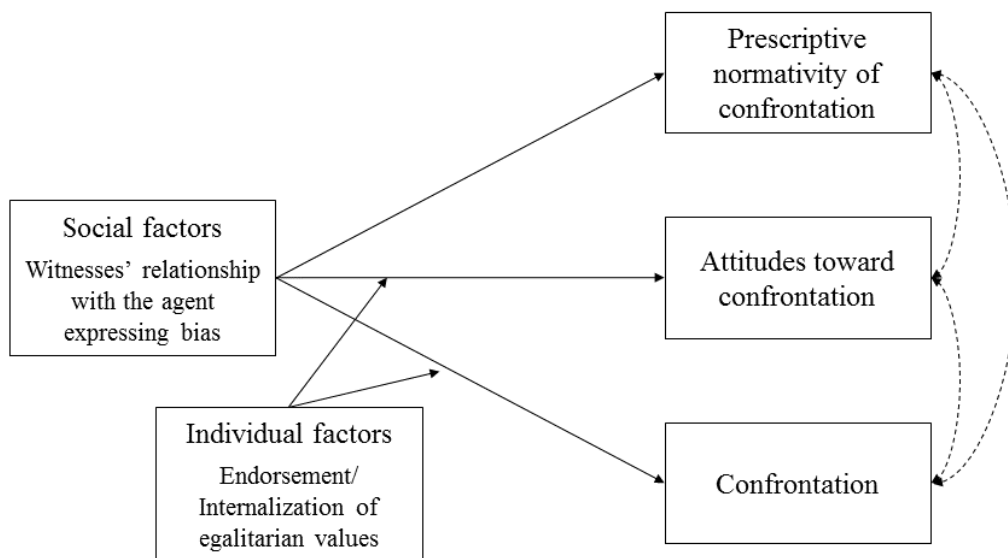 Prescriptive
normativity of
confrontation
Social factors
Witnesses’ relationship
with the agent
expressing bias
Attitudes toward
confrontation
Individual factors
Endorsement/
Internalization of
egalitarian values
Confrontation